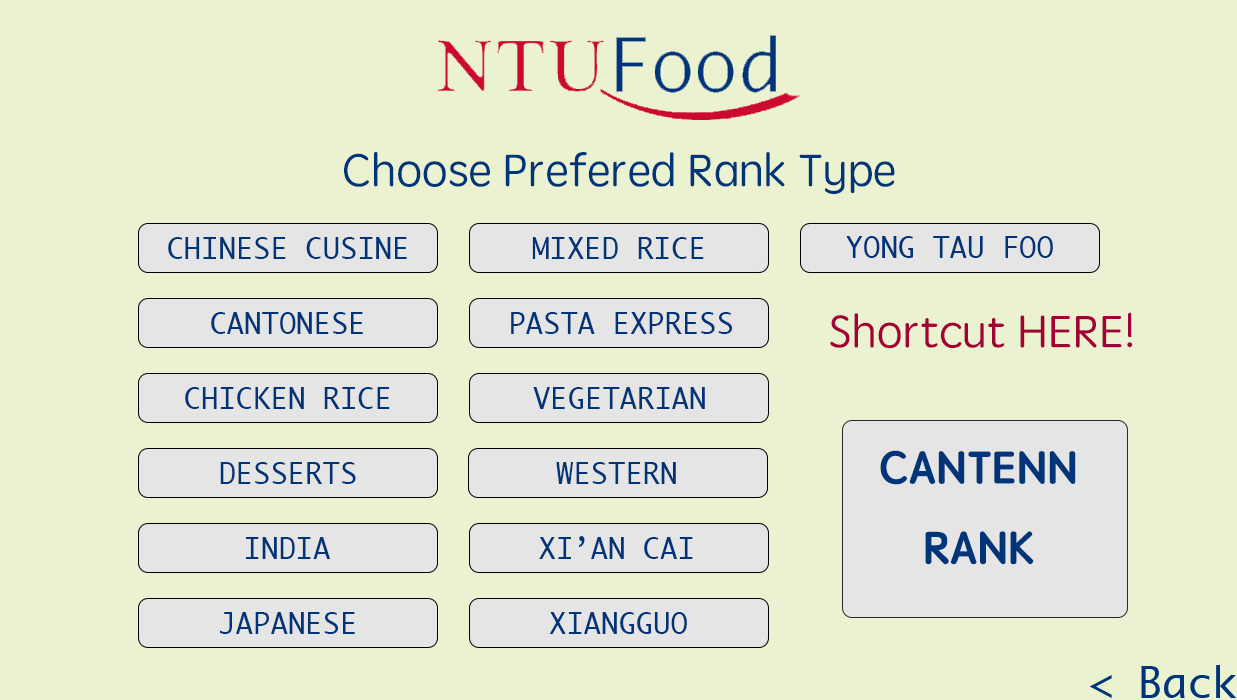 NTUFood
Choose Prefered Rank Type
CHINESE CUSINE
MIXED RICE
YONG TAU FOO
CANTONESE
PASTA EXPRESS
Shortcut HERE!
CHICKEN RICE
VEGETARIAN
DESSERTS
WESTERN
CANTENN
RANK
INDIA
XI’AN CAI
JAPANESE
XIANGGUO
< Back